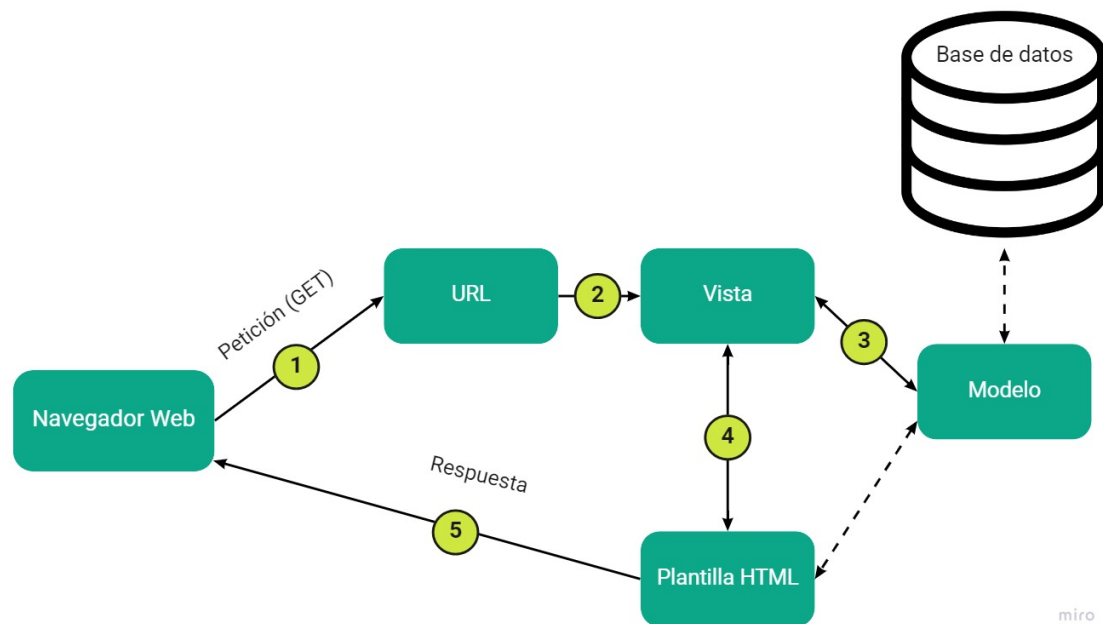 Base de datos
Petición (GET)
URL
2
Vista
3
1
Modelo
Navegador Web
4
Respuesta
5
Plantilla HTML
miro